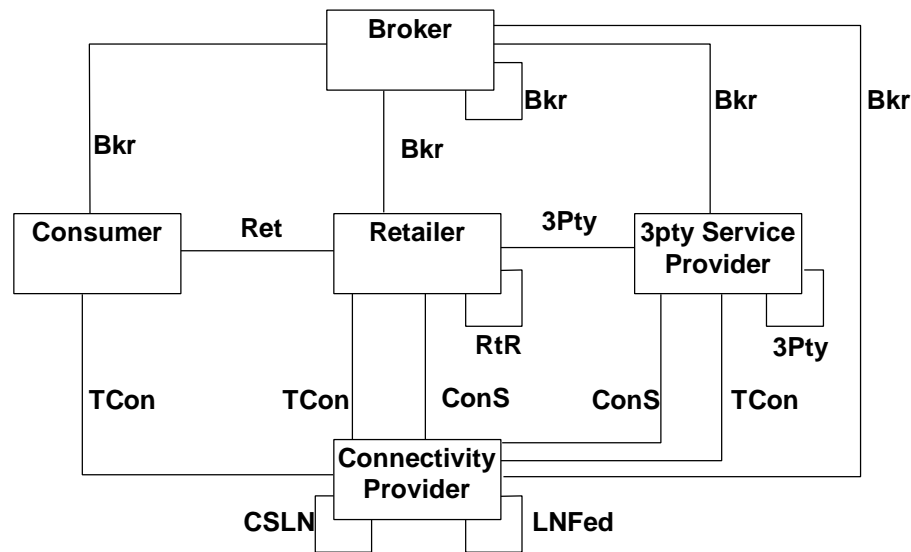 Broker
Bkr
Bkr
Bkr
Bkr
Bkr
Consumer
Ret
Retailer
3Pty
3pty Service
Provider
RtR
3Pty
TCon
TCon
ConS
ConS
TCon
Connectivity
Provider
CSLN
LNFed